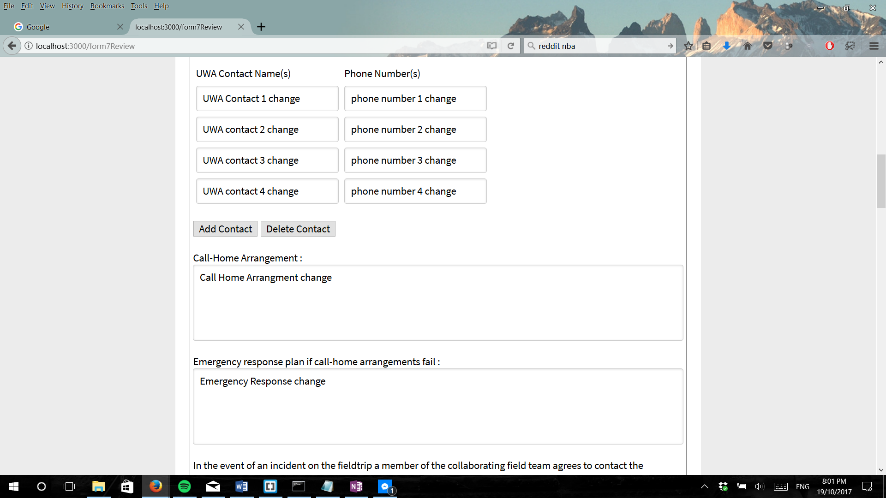 File Edit View History Bookmarks Tools Help
Google
localhost:3000/form7Review
localhost:3000/form7Review
reddit nba
UWA Contact Name(s) Phone Number(s)
UWA Contact 1 change phone number 1 change
UWA contact 2 change phone number 2 change
UWA contact 3 change phone number 3 change
UWA contact 4 change phone number 4 change
Add Contact Delete Contact
Call-Home Arrangement :
Call Home Arrangment change
Emergency response plan if call-home arrangements fail :
Emergency Response change
In the event of an incident on the fieldtrip a member of the collaborating field team agrees to contact the
ENG
8:01 PM
19/10/2017
1